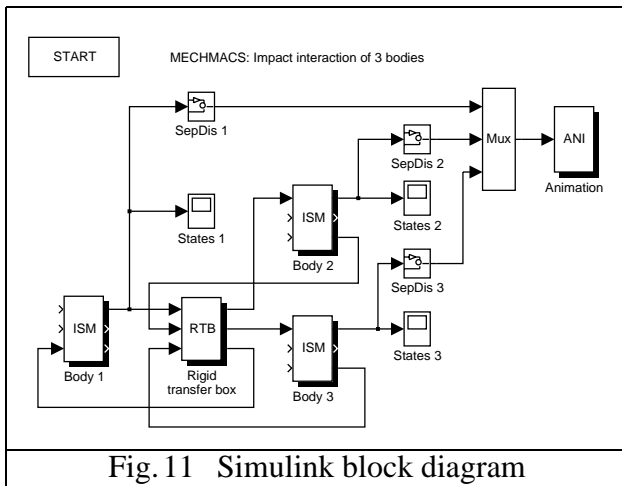 START
MECHMACS: Impact interaction of 3 bodies
SepDis 1
SepDis 2
Mux
ANI
Animation
States 1
ISM
Body 2
States 2
SepDis 3
ISM
Body 1
RTB
Rigid
transfer box
ISM
Body 3
States 3
Fig. 11 Simulink block diagram